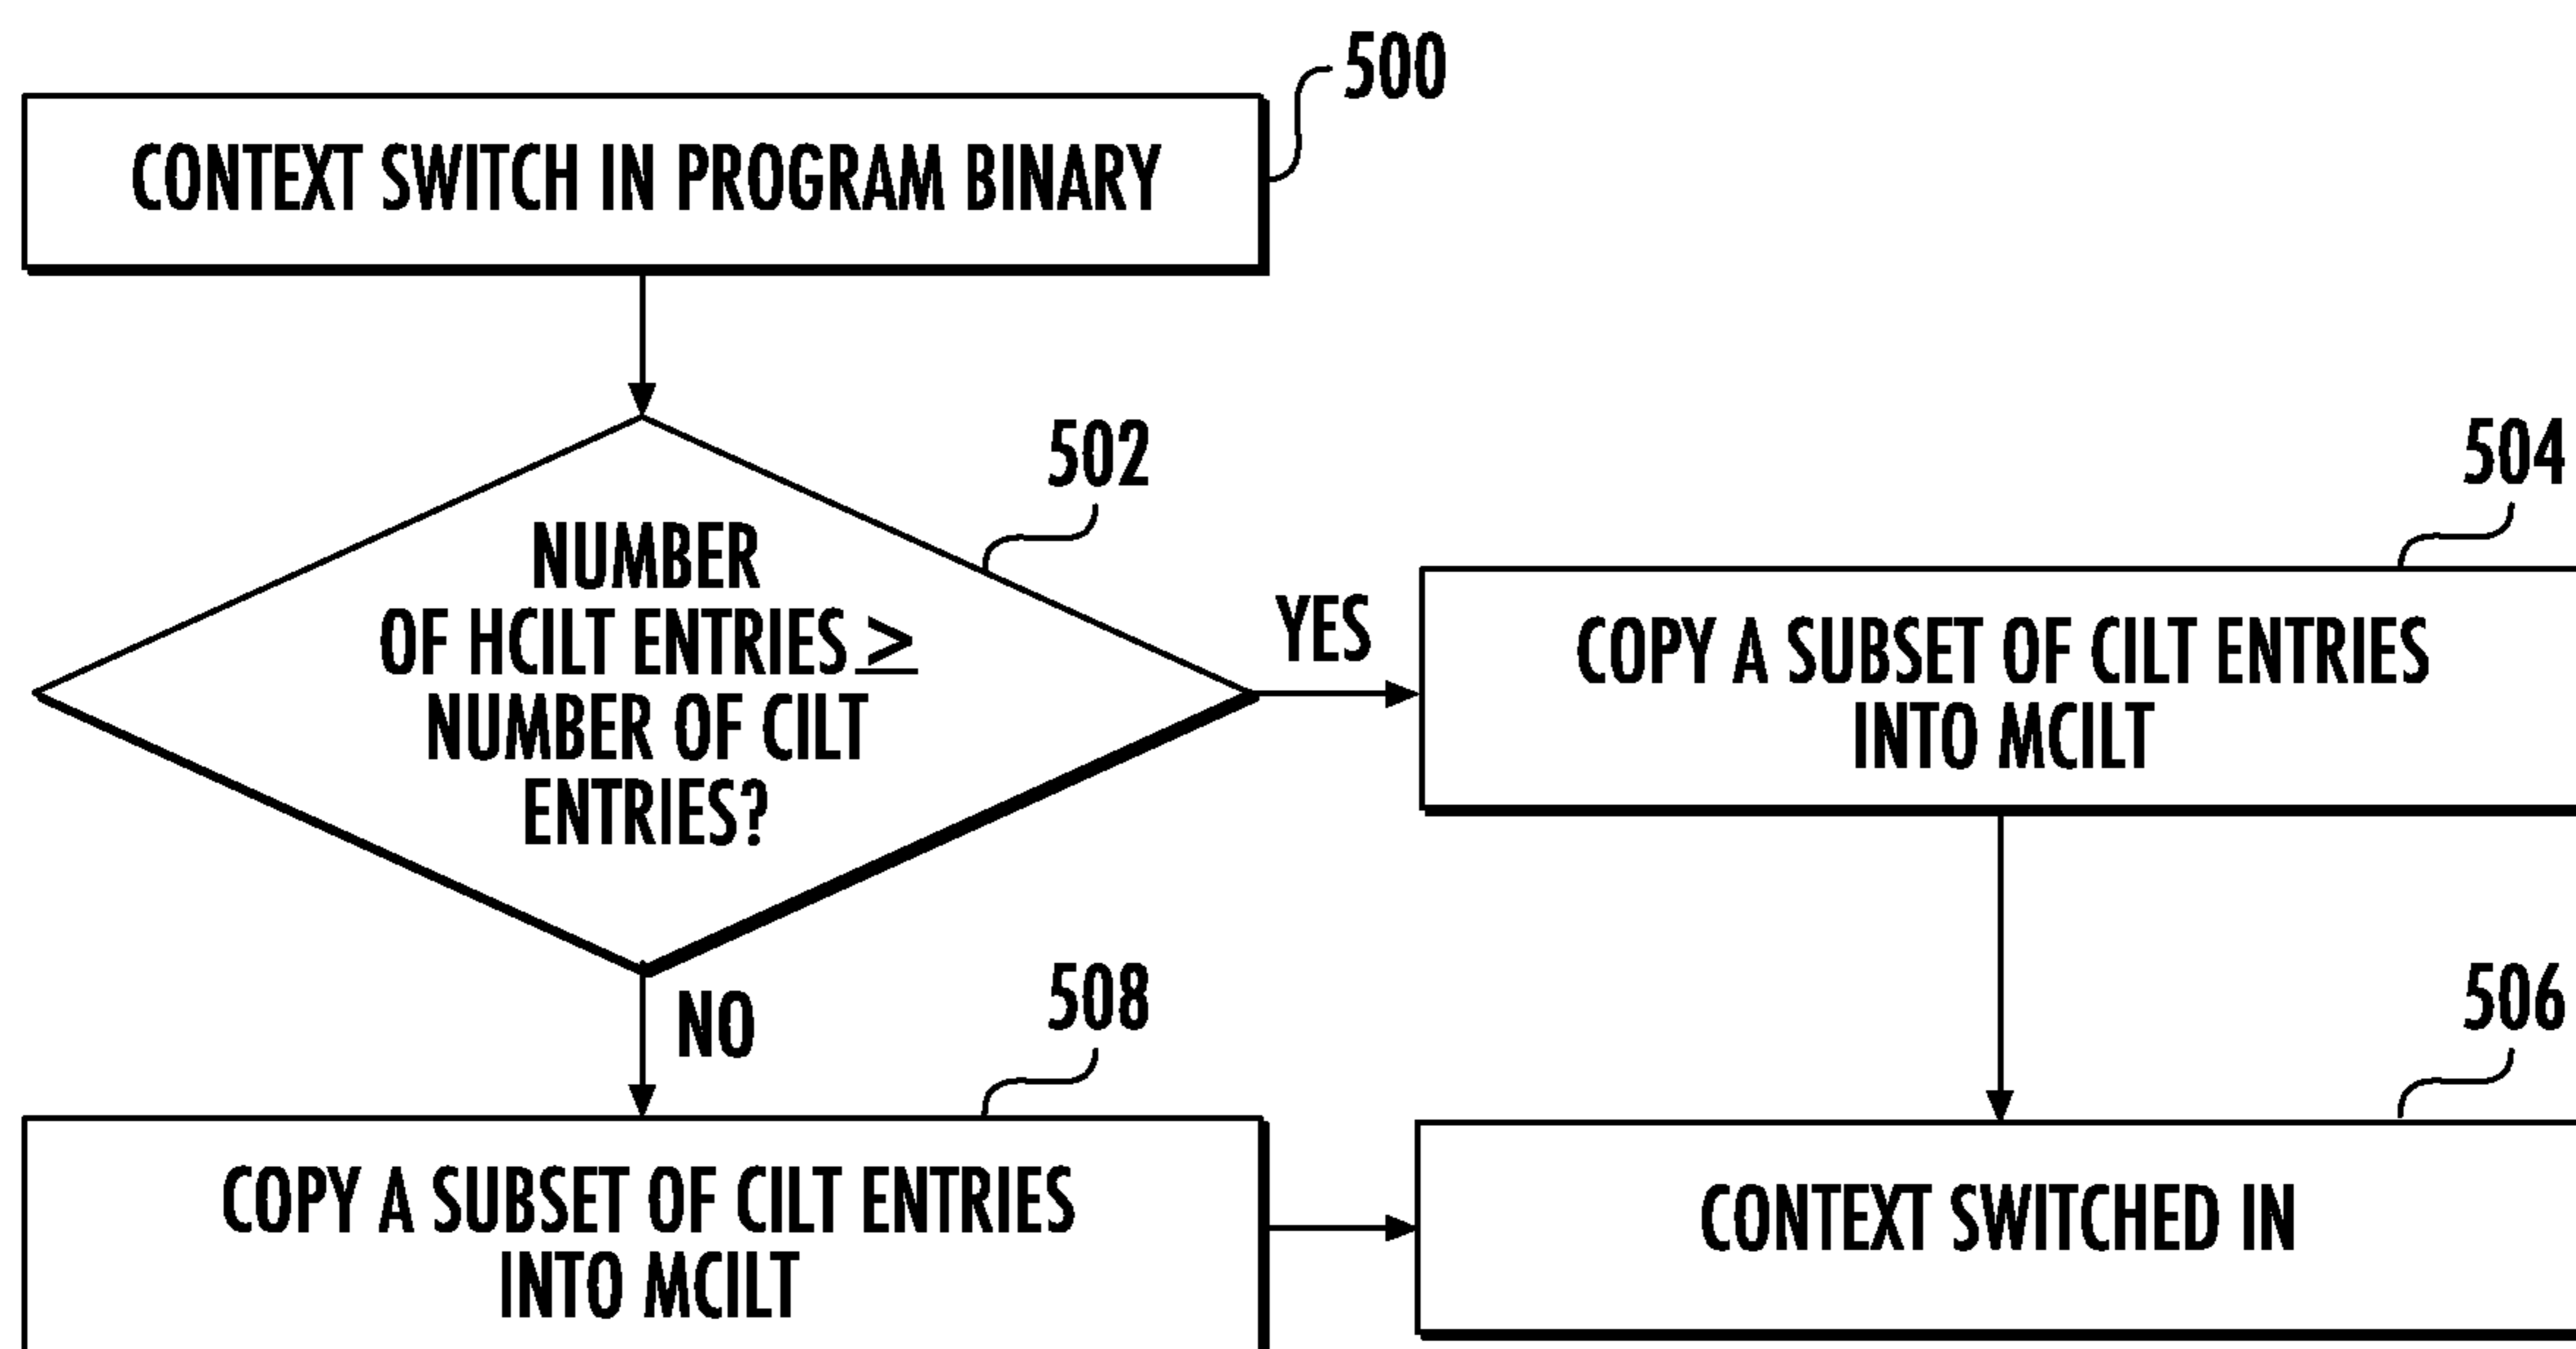 500
CONTEXT SWITCH IN PROGRAM BINARY
502
NUMBER
OF HCILT ENTRIES ≥
NUMBER OF CILT
ENTRIES?
YES
504
COPY A SUBSET OF CILT ENTRIES
INTO MCILT
NO
508
COPY A SUBSET OF CILT ENTRIES
INTO MCILT
506
CONTEXT SWITCHED IN